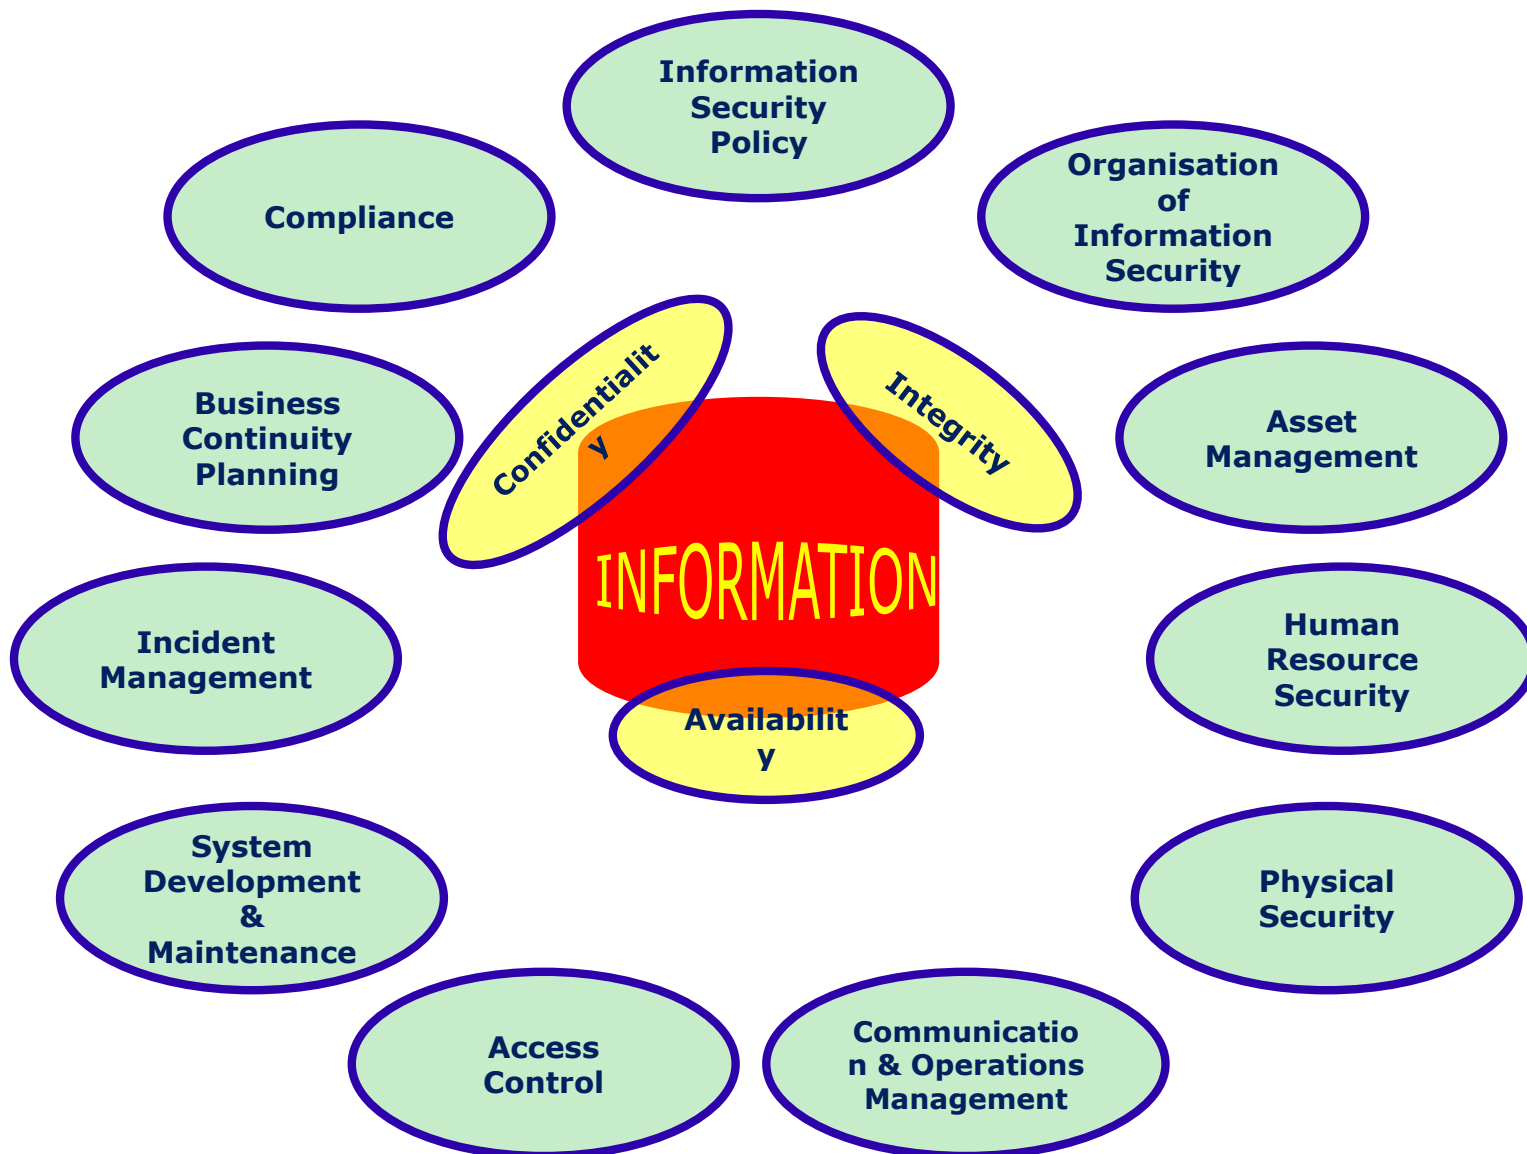 Information
Security
Policy
Organisation
of
Information
Security
Compliance
Confidentialit
y
Integrity
Business
Continuity
Planning
Asset
Management
INFORMATION
Incident
Management
Human
Resource
Security
Availabilit
y
System
Development
&
Maintenance
Physical
Security
Access
Control
Communicatio
n & Operations
Management